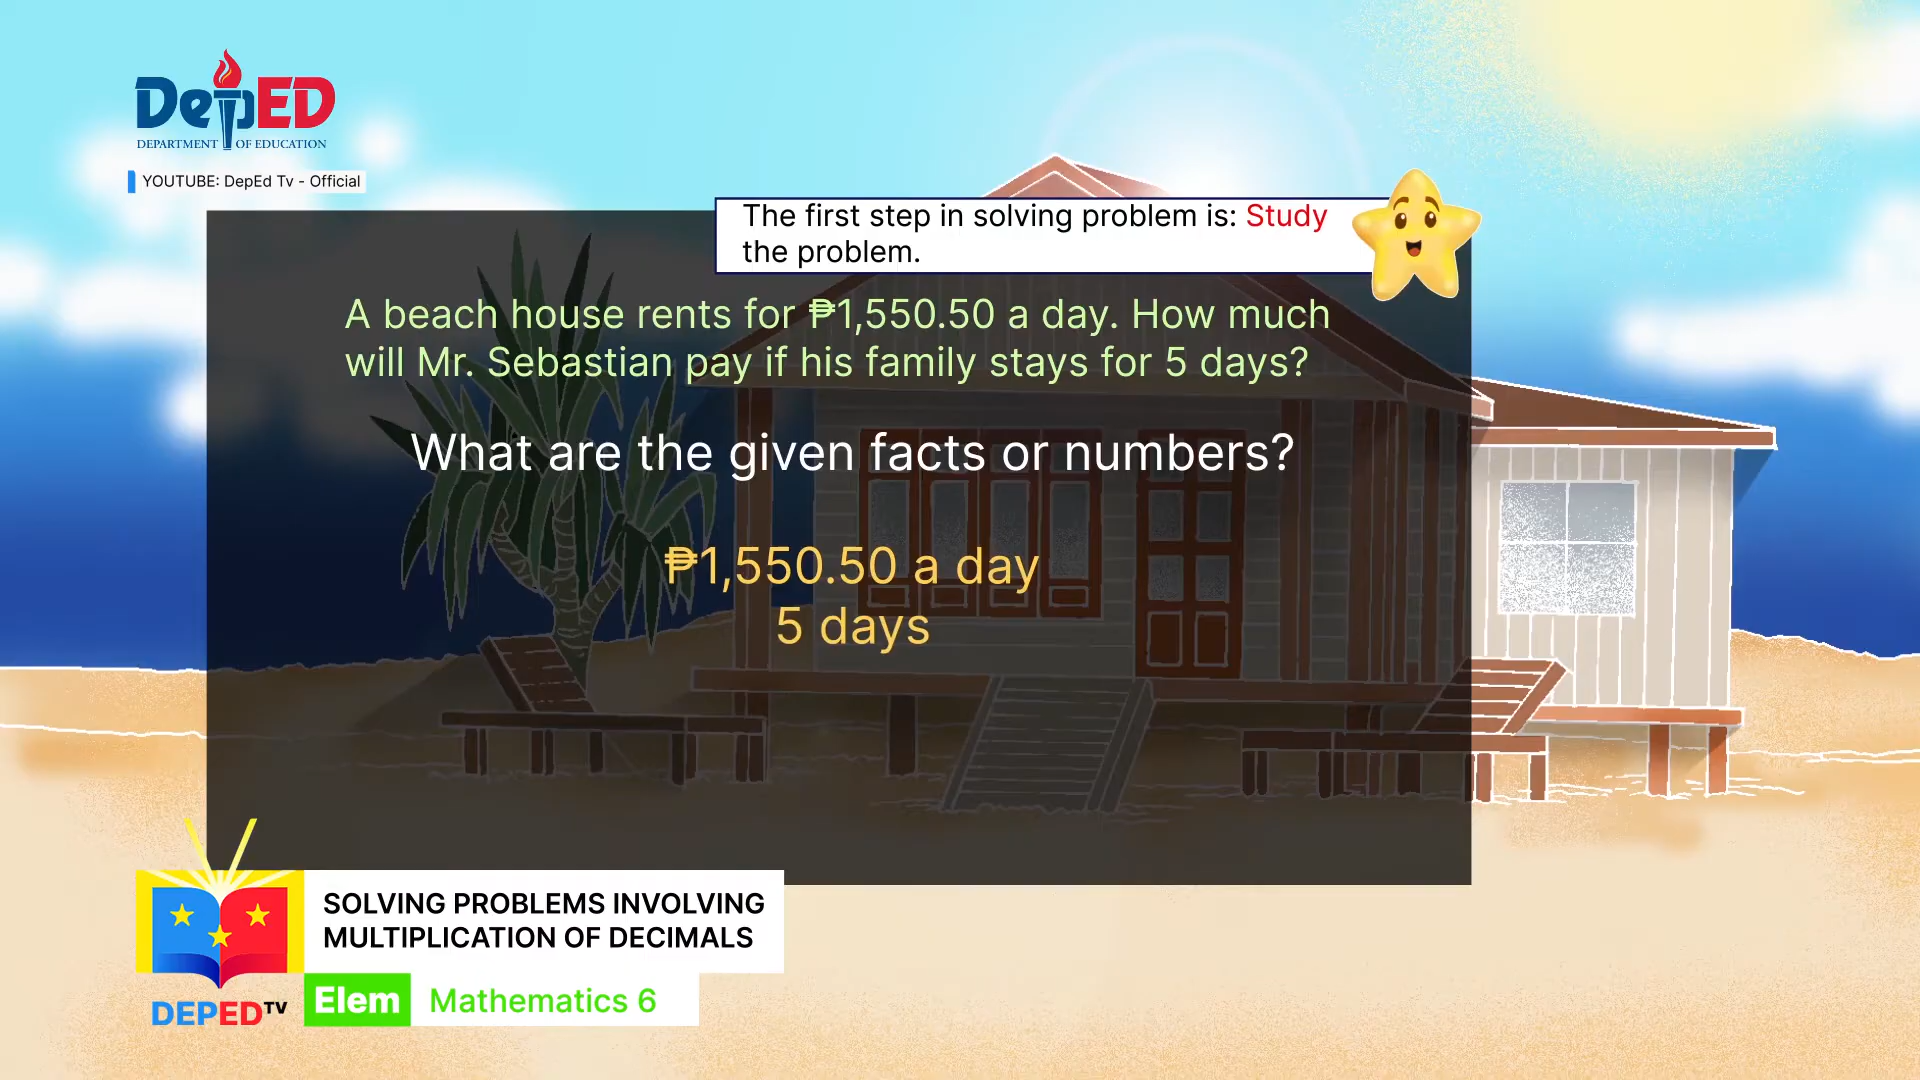 DepED
DEPARTMENT OF EDUCATION
YOUTUBE: DepEd Tv - Official
The first step in solving problem is: Study
the problem.
A beach house rents for ₱1,550.50 a day. How much
will Mr. Sebastian pay if his family stays for 5 days?
What are the given facts or numbers?
₱1,550.50 a day
5 days
SOLVING PROBLEMS INVOLVING
MULTIPLICATION OF DECIMALS
DEPED TV
Elem Mathematics 6